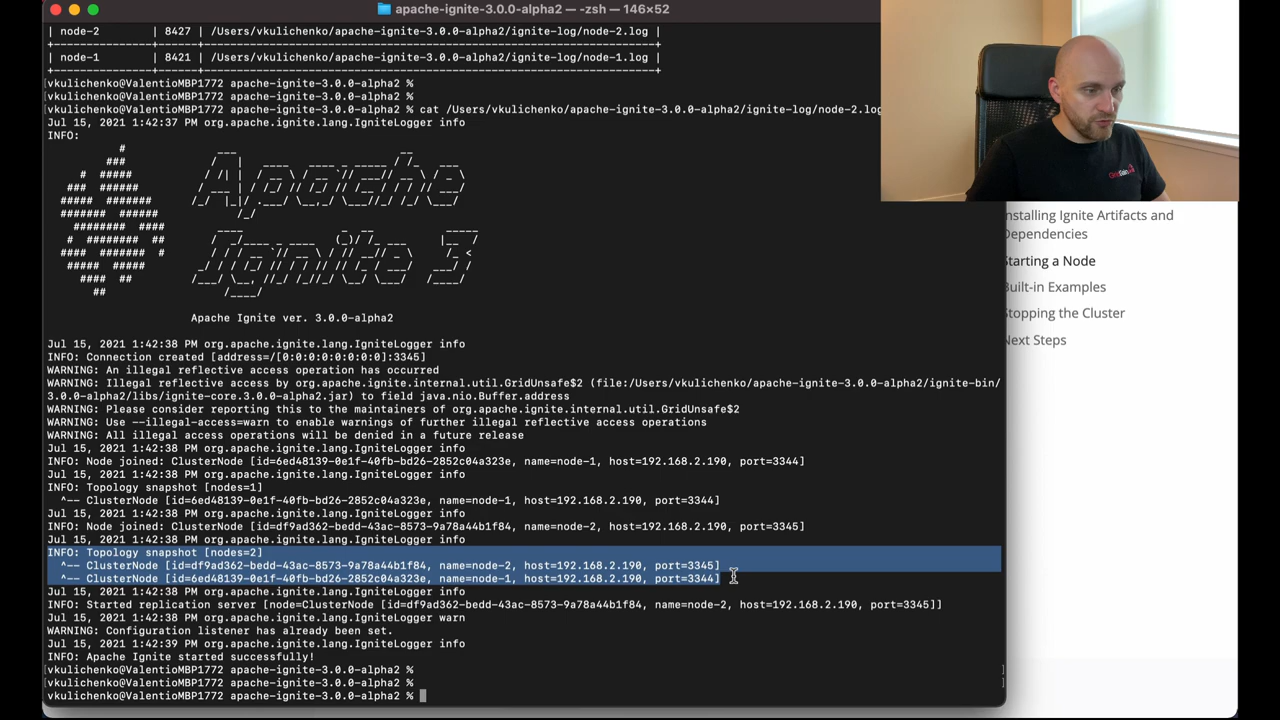 apache-ignite-3.0.0-alpha2 — -zsh — 146×52
| node-2 | 8427 | /Users/vkulichenko/apache-ignite-3.0.0-alpha2/ignite-log/node-2.log |
| node-1 | 8421 | /Users/vkulichenko/apache-ignite-3.0.0-alpha2/ignite-log/node-1.log |
vkulichenko@ValentioMBP1772 apache-ignite-3.0.0-alpha2 %
vkulichenko@ValentioMBP1772 apache-ignite-3.0.0-alpha2 %
vkulichenko@ValentioMBP1772 apache-ignite-3.0.0-alpha2 % cat /Users/vkulichenko/apache-ignite-3.0.0-alpha2/ignite-log/node-2.log
Jul 15, 2021 1:42:37 PM org.apache.ignite.lang.IgniteLogger info
INFO:
Apache
Ignite 3
Apache Ignite ver. 3.0.0-alpha2
Jul 15, 2021 1:42:38 PM org.apache.ignite.lang.IgniteLogger info
INFO: Connection created [address=/[0:0:0:0:0:0:0:0]:3345]
WARNING: An illegal reflective access operation has occurred
WARNING: Illegal reflective access by org.apache.ignite.internal.util.GridUnsafe$2 (file:/Users/vkulichenko/apache-ignite-3.0.0-alpha2/ignite-bin/
3.0.0-alpha2/libs/ignite-core.3.0.0-alpha2.jar) to field java.nio.Buffer.address
WARNING: Please consider reporting this to the maintainers of org.apache.ignite.internal.util.GridUnsafe$2
WARNING: Use --illegal-access=warn to enable warnings of further illegal reflective access operations
WARNING: All illegal access operations will be denied in a future release
Jul 15, 2021 1:42:38 PM org.apache.ignite.lang.IgniteLogger info
INFO: Node joined: ClusterNode [id=6ed48139-0e1f-40fb-bd26-2852c04a323e, name=node-1, host=192.168.2.190, port=3344]
Jul 15, 2021 1:42:38 PM org.apache.ignite.lang.IgniteLogger info
INFO: Topology snapshot [nodes=1]
^-- ClusterNode [id=6ed48139-0e1f-40fb-bd26-2852c04a323e, name=node-1, host=192.168.2.190, port=3344]
Jul 15, 2021 1:42:38 PM org.apache.ignite.lang.IgniteLogger info
INFO: Node joined: ClusterNode [id=df9ad362-bedd-43ac-8573-9a78a44b1f84, name=node-2, host=192.168.2.190, port=3345]
Jul 15, 2021 1:42:38 PM org.apache.ignite.lang.IgniteLogger info
INFO: Topology snapshot [nodes=2]
^-- ClusterNode [id=df9ad362-bedd-43ac-8573-9a78a44b1f84, name=node-2, host=192.168.2.190, port=3345]
^-- ClusterNode [id=6ed48139-0e1f-40fb-bd26-2852c04a323e, name=node-1, host=192.168.2.190, port=3344]
Jul 15, 2021 1:42:38 PM org.apache.ignite.lang.IgniteLogger info
INFO: Started replication server [node=ClusterNode [id=df9ad362-bedd-43ac-8573-9a78a44b1f84, name=node-2, host=192.168.2.190, port=3345]]
Jul 15, 2021 1:42:38 PM org.apache.ignite.lang.IgniteLogger warn
WARNING: Configuration listener has already been set.
Jul 15, 2021 1:42:39 PM org.apache.ignite.lang.IgniteLogger info
INFO: Apache Ignite started successfully!
vkulichenko@ValentioMBP1772 apache-ignite-3.0.0-alpha2 %
vkulichenko@ValentioMBP1772 apache-ignite-3.0.0-alpha2 %
vkulichenko@ValentioMBP1772 apache-ignite-3.0.0-alpha2 %
GridGain
Installing Ignite Artifacts and
Dependencies
Starting a Node
Built-in Examples
Stopping the Cluster
Next Steps